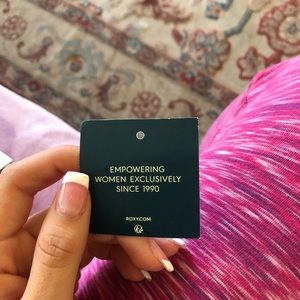 EMPOWERING
WOMEN EXCLUSIVELY
SINCE 1990
ROXY.COM